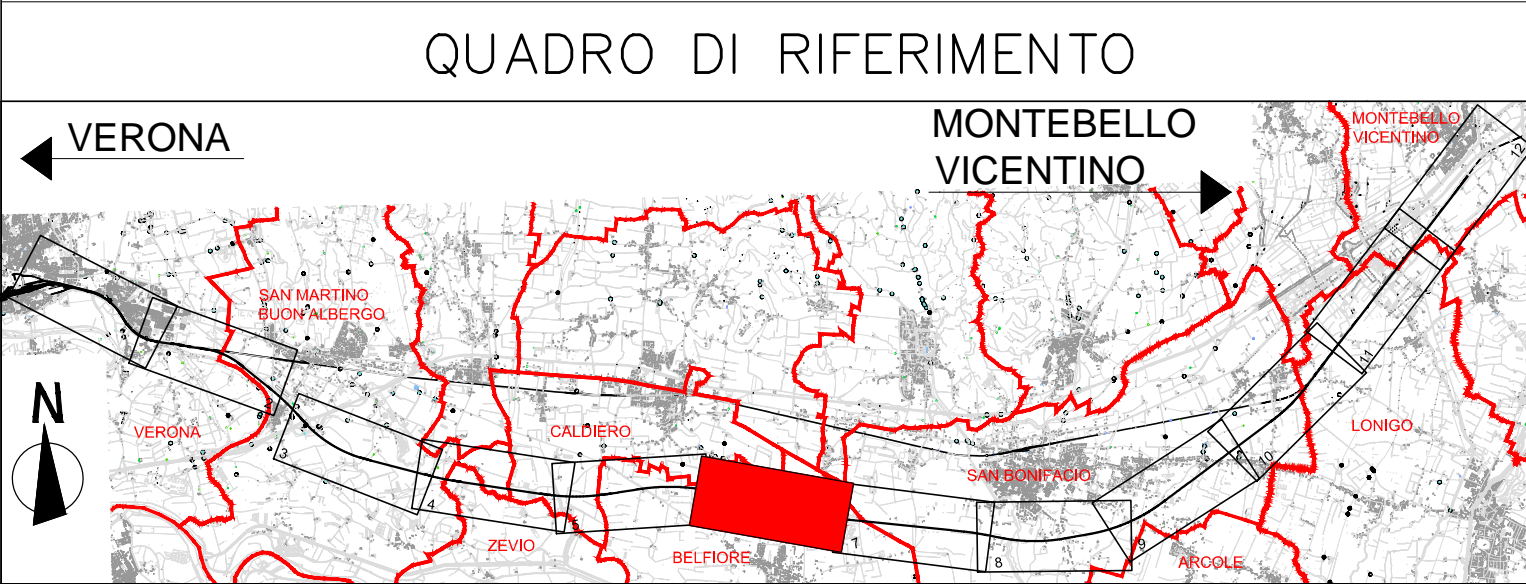 QUADRO DI RIFERIMENTO
VERONA
MONTEBELLO
VICENTINO
MONTEBELLO
VICENTINO
12
SAN MARTINO
BUON ALBERGO
N
VERONA
CALDIERO
SAN BONIFACIO
LONIGO
ZEVIO
BELFIORE
ARCOLE
3
4
5
7
8
9
10
11